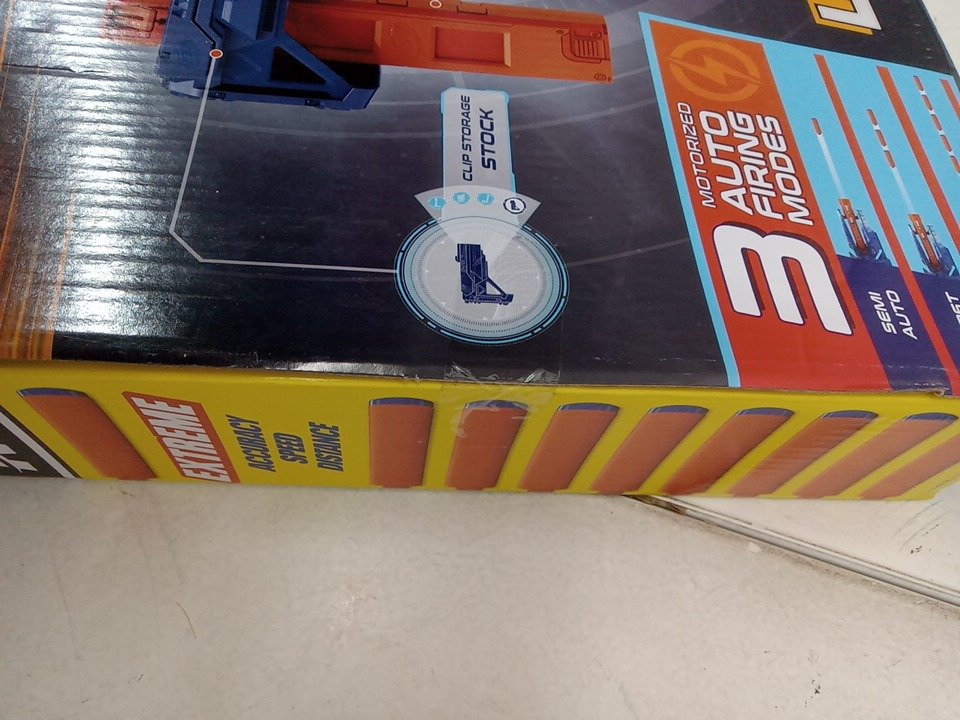 CLIP STORAGE
STOCK
MOTORIZED
3 AUTO
FIRING
MODES
SEMI
AUTO
EXTREME
ACCURACY
SPEED
DISTANCE